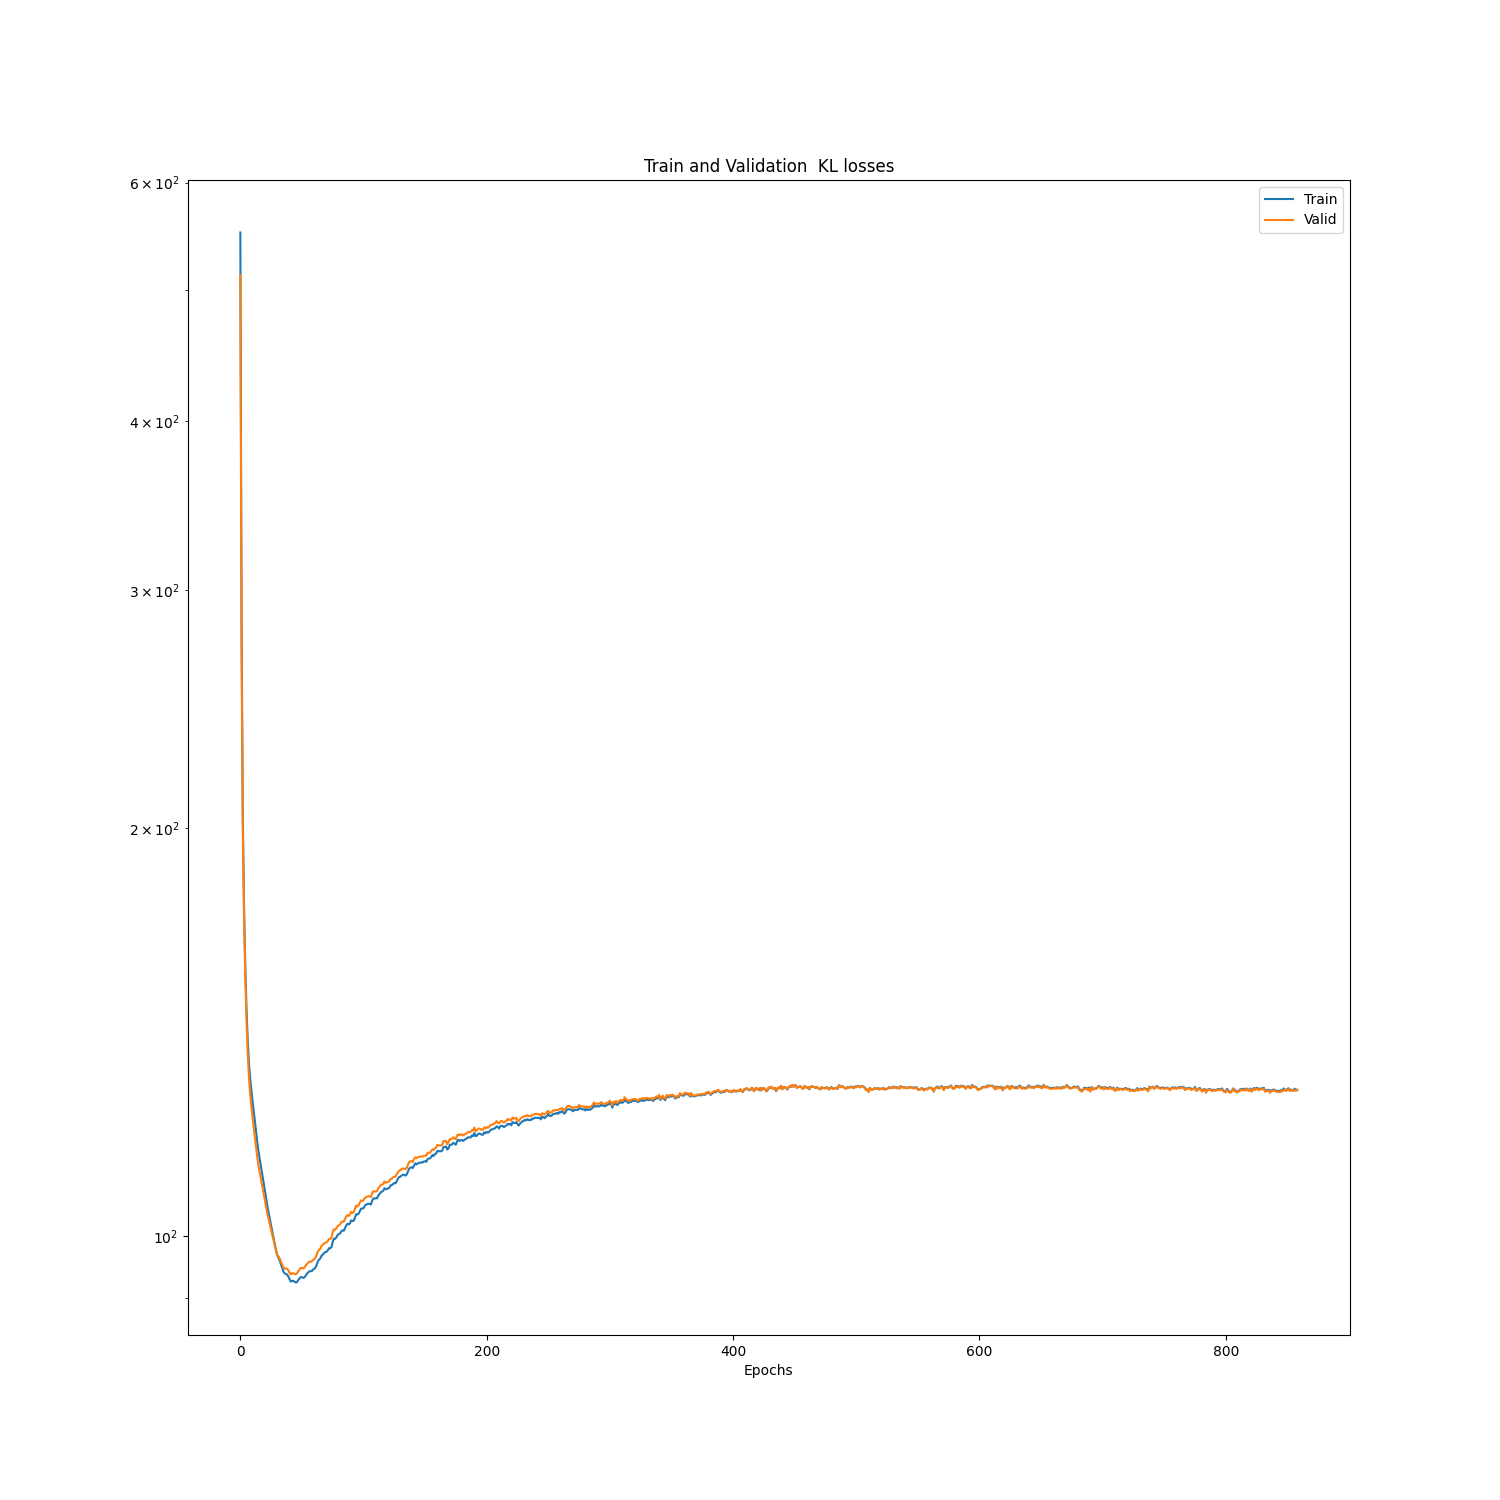 Train and Validation  KL losses
6 × 10²
4 × 10²
3 × 10²
2 × 10²
10²
Train
Valid
0 200 400 600 800
Epochs